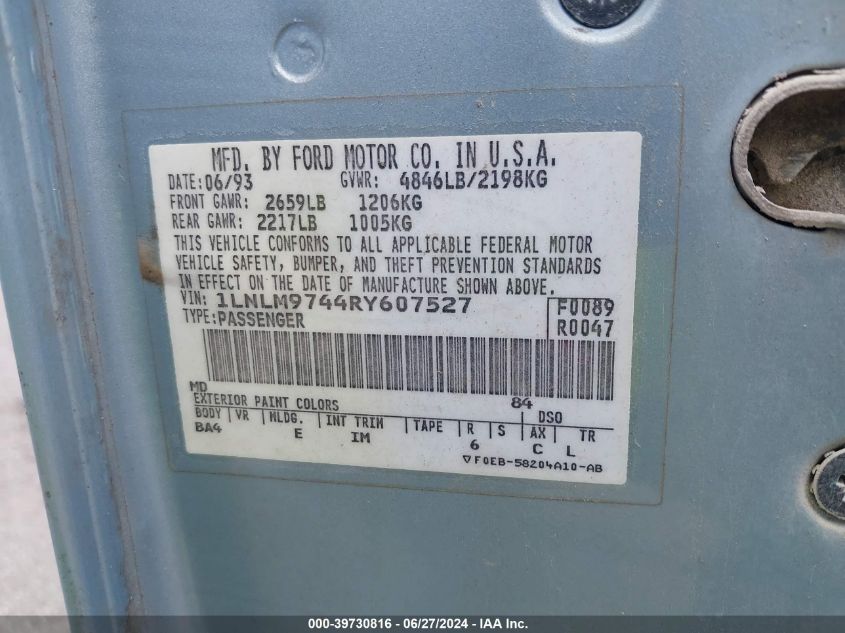 MFD. BY FORD MOTOR CO. IN U.S.A.
DATE: 06/93 GVWR: 4846LB/2198KG
FRONT GAWR: 2659LB 1206KG
REAR GAWR: 2217LB 1005KG
THIS VEHICLE CONFORMS TO ALL APPLICABLE FEDERAL MOTOR
VEHICLE SAFETY, BUMPER, AND THEFT PREVENTION STANDARDS
IN EFFECT ON THE DATE OF MANUFACTURE SHOWN ABOVE.
VIN: 1LNLM9744RY607527 F0089
TYPE: PASSENGER R0047
MD 84
EXTERIOR PAINT COLORS DSO
BODY VR MLDG. INT TRIM TAPE R S AX TR
BA4 E IM 6 C L
▽F0EB-58204A10-AB
000-39730816 - 06/27/2024 - IAA Inc.